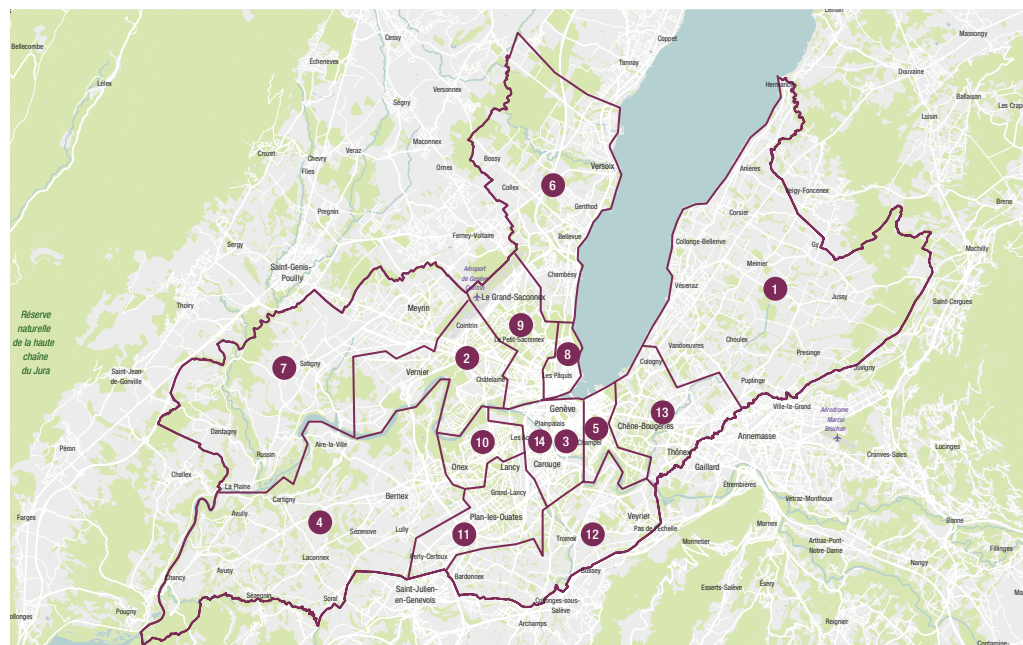 Leman
Bellecombe
Cessy
Coppet
Massongy
Échenevex
Tannay
Douvaine
Lélex
Versonnex
Hermance
Ballaison
Ségny
Les Crap
Loisin
Maconnex
Crozet
Chevry
Veraz
Ornex
Bossy
Versoix
Flies
Anières
Collex
6
Veigy-Foncenex
Pregnin
Genthod
Corsier
Brens
Ferney-Voltaire
Bellevue
Sergy
Collonge-Bellerive
Gy
Machilly
Saint-Genis-
Pouilly
Aéroport
de Genève
Chambésy
Meinier
Vésenaz
1
Thoiry
Meyrin
Le Grand-Saconnex
Jussy
Saint-Cergues
Réserve
naturelle
de la haute
chaîne
du Jura
Cointrin
9
Le Petit-Saconnex
Choulex
Vandoeuvres
Presinge
7
Satigny
2
8
Cologny
Juvigny
Saint-Jean-
de-Gonville
Vernier
Châtelaine
Les Pâquis
Puplinge
Genève
13
Ville-la-Grand
Aérodrome
Marcel
Bruchon
Plainpalais
5
Chêne-Bougeries
Dardagny
Aire-la-Ville
10
14
3
Champel
Annemasse
Péron
Russin
Onex
Lancy
Carouge
Thônex
Gaillard
Lucinges
Cranves-Sales
Challex
La Plaine
Cartigny
Bernex
Grand-Lancy
Étrembières
Vétraz-Monthoux
Farges
Avully
4
Sézenove
Lully
Plan-les-Ouates
Veyrier
Pas de l'Échelle
Mornex
Bonne
11
Troinex
12
Monnetier
Arthaz-Pont-
Notre-Dame
Fillinges
Laconnex
Perly-Certoux
Nangy
Chancy
Avusy
Bardonnex
Bossey
Esserts-Salève
Ésery
Sézegnin
Soral
Saint-Julien-
en-Genevois
Collonges-sous-
Salève
Pougny
ollonges
Archamps
Reignier
Contamine-